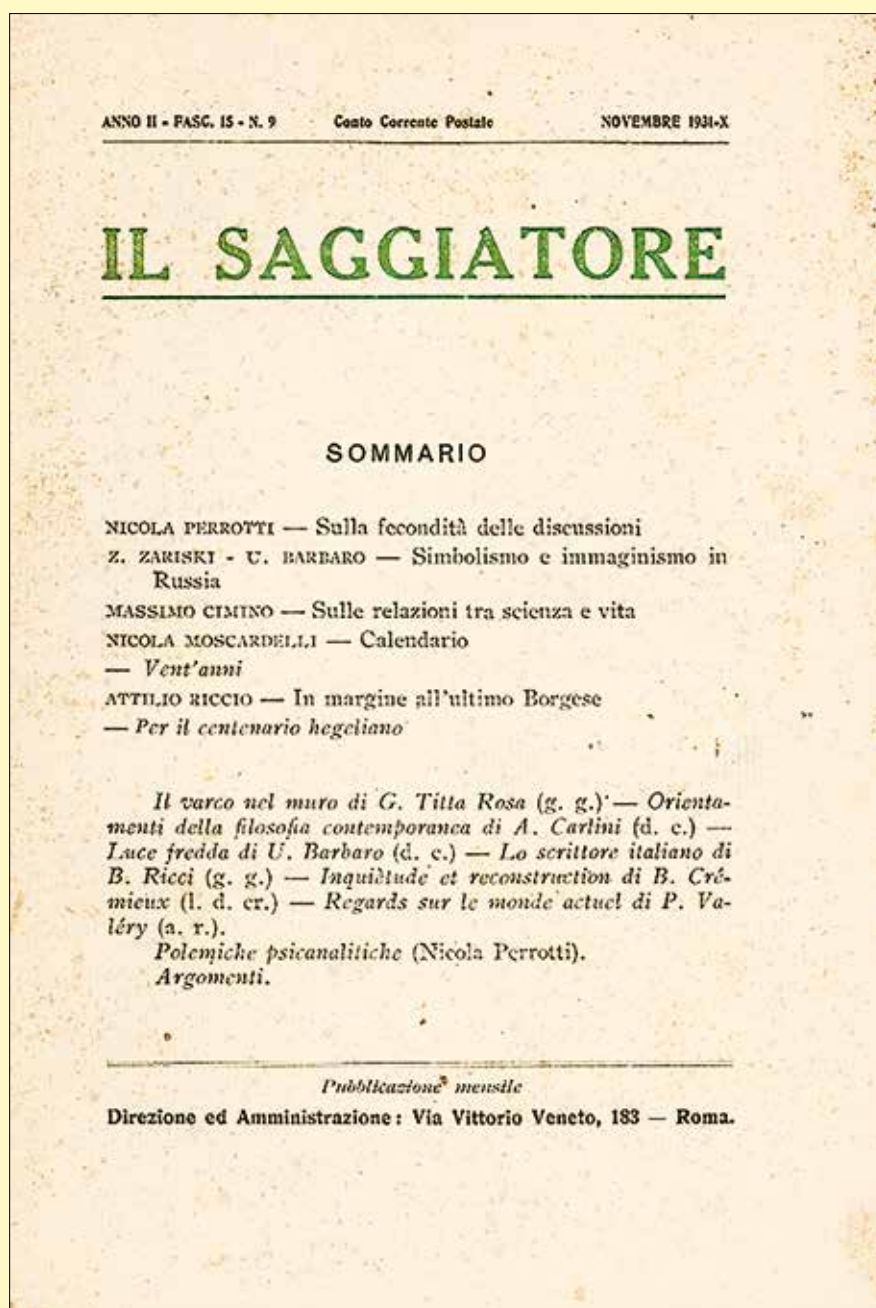 ANNO II - FASC. 15 - N. 9 Conto Corrente Postale NOVEMBRE 1931-X
IL SAGGIATORE
SOMMARIO
NICOLA PERROTTI — Sulla fecondità delle discussioni
Z. ZARISKI - U. BARBARO — Simbolismo e immaginismo in
Russia
MASSIMO CIMINO — Sulle relazioni tra scienza e vita
NICOLA MOSCARDELLI — Calendario
— Vent'anni
ATTILIO RICCIO — In margine all'ultimo Borgese
— Per il centenario hegeliano
Il varco nel muro di G. Titta Rosa (g. g.) — Orienta-
menti della filosofia contemporanea di A. Carlini (d. c.) —
Luce fredda di U. Barbaro (d. c.) — Lo scrittore italiano di
B. Ricci (g. g.) — Inquiètude et reconstruction di B. Cré-
mieux (l. d. cr.) — Regards sur le monde actuel di P. Va-
léry (a. r.).
Polemiche psicanalitiche (Nicola Perrotti).
Argomenti.
Pubblicazione mensile
Direzione ed Amministrazione : Via Vittorio Veneto, 183 — Roma.